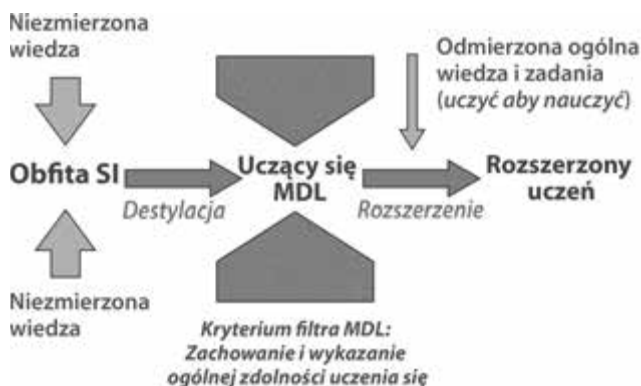 Niezmierzona
wiedza
Odmierzona ogólna
wiedza i zadania
(uczyć aby nauczyć)
Obfita SI
Destylacja
Uczący się
MDL
Rozszerzenie
Rozszerzony
uczeń
Niezmierzona
wiedza
Kryterium filtra MDL:
Zachowanie i wykazanie
ogólnej zdolności uczenia się